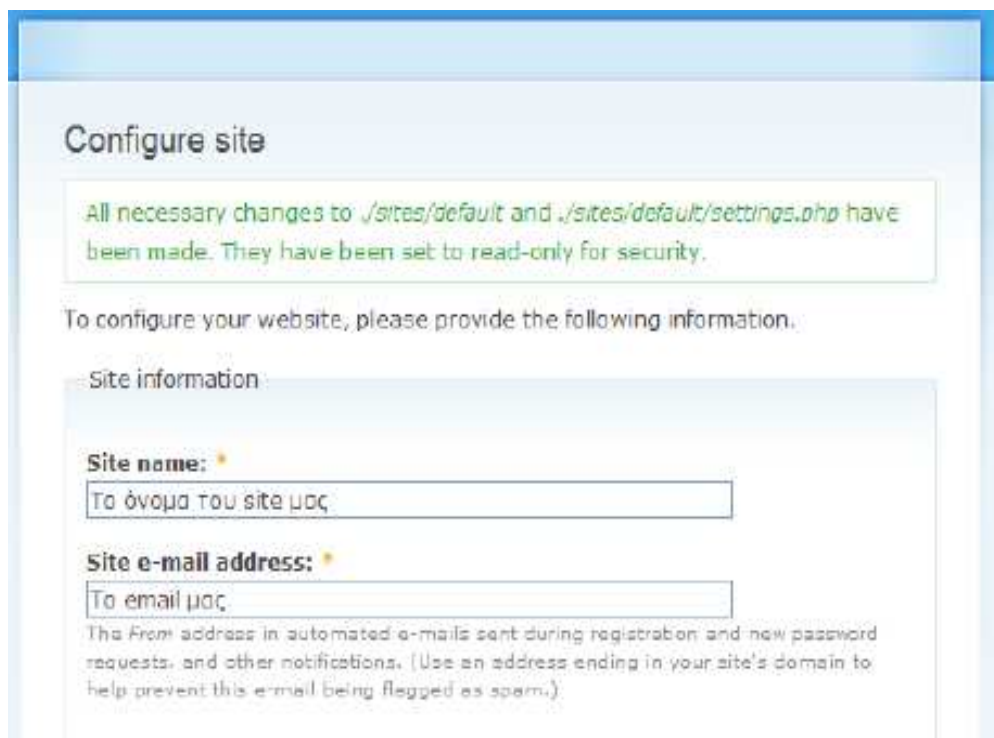 Configure site
All necessary changes to ./sites/default and ./sites/default/settings.php have
been made. They have been set to read-only for security.
To configure your website, please provide the following information.
Site information
Site name: *
Το όνομα του site μας
Site e-mail address: *
Το email μας
The From address in automated e-mails sent during registration and new password
requests, and other notifications. (Use an address ending in your site's domain to
help prevent this e-mail being flagged as spam.)